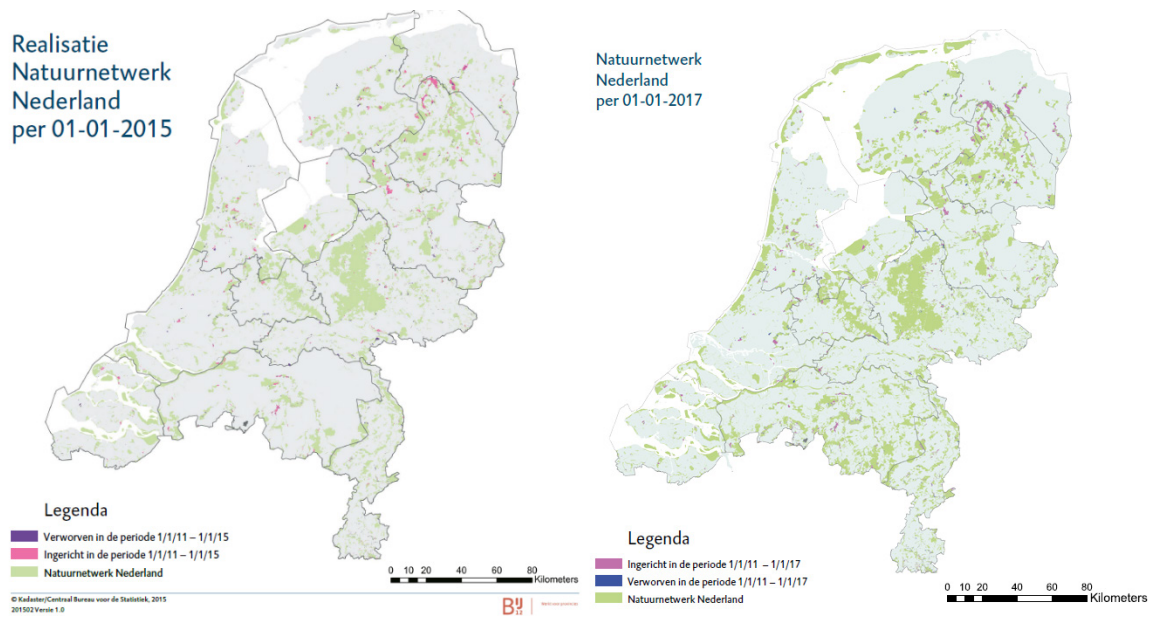 Realisatie
Natuurnetwerk
Nederland
per 01-01-2015
Legenda
Verworven in de periode 1/1/11 – 1/1/15
Ingericht in de periode 1/1/11 – 1/1/15
Natuurnetwerk Nederland
0 10 20 40 60 80
Kilometers
© Kadaster/Centraal Bureau voor de Statistiek, 2015
201502 Versie 1.0
BIJ
12
Natuurnetwerk
Nederland
per 01-01-2017
Legenda
Ingericht in de periode 1/1/11 – 1/1/17
Verworven in de periode 1/1/11 – 1/1/17
Natuurnetwerk Nederland
0 10 20 40 60 80
Kilometers